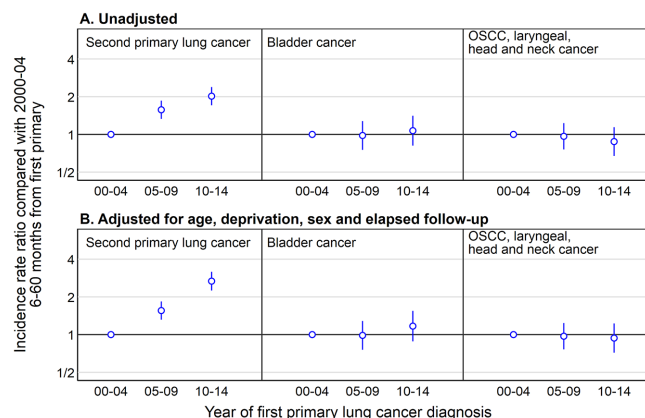 A. Unadjusted
Second primary lung cancer
Bladder cancer
OSCC, laryngeal,
head and neck cancer
4
2
1
1/2
00-04 05-09 10-14 00-04 05-09 10-14 00-04 05-09 10-14
B. Adjusted for age, deprivation, sex and elapsed follow-up
Second primary lung cancer
Bladder cancer
OSCC, laryngeal,
head and neck cancer
4
2
1
1/2
00-04 05-09 10-14 00-04 05-09 10-14 00-04 05-09 10-14
Incidence rate ratio compared with 2000-04
6-60 months from first primary
Year of first primary lung cancer diagnosis